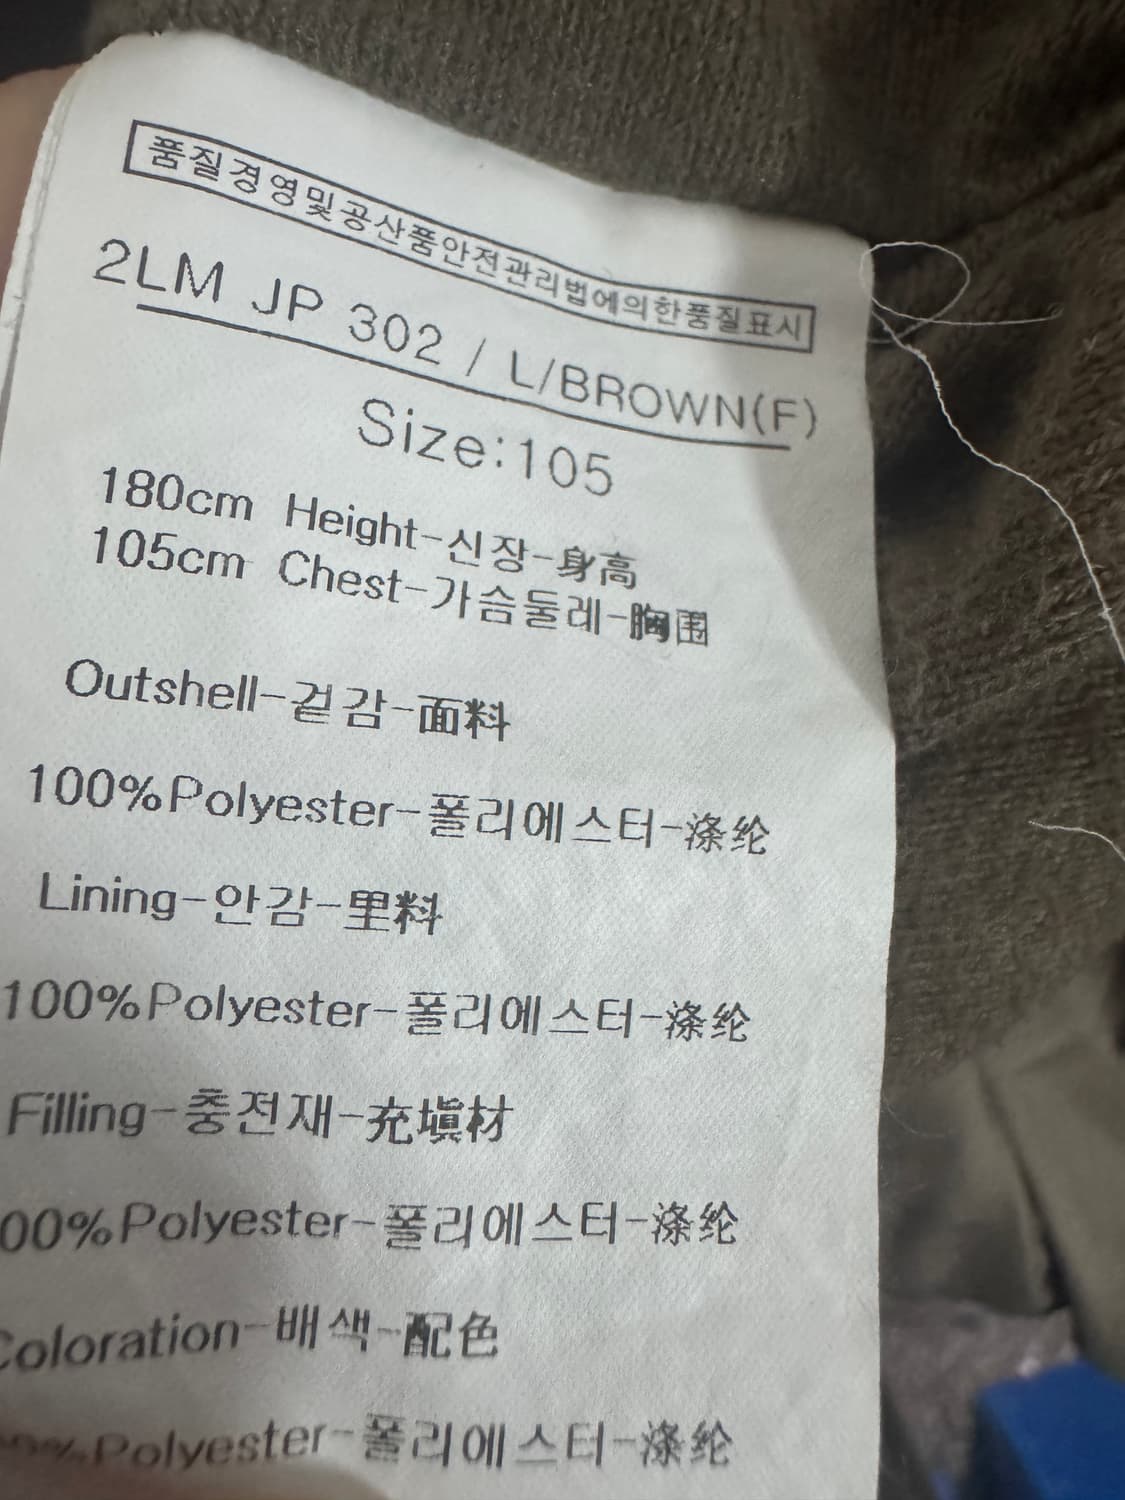 품질경영및공산품안전관리법에의한품질표시
2LM JP 302 / L/BROWN(F)
Size:105
180cm Height-신장-身高
105cm Chest-가슴둘레-胸围
Outshell-겉감-面料
100%Polyester-폴리에스터-涤纶
Lining-안감-里料
100%Polyester-폴리에스터-涤纶
Filling-충전재-充塡材
00%Polyester-폴리에스터-涤纶
Coloration-배색-配色
%Polyester-폴리에스터-涤纶